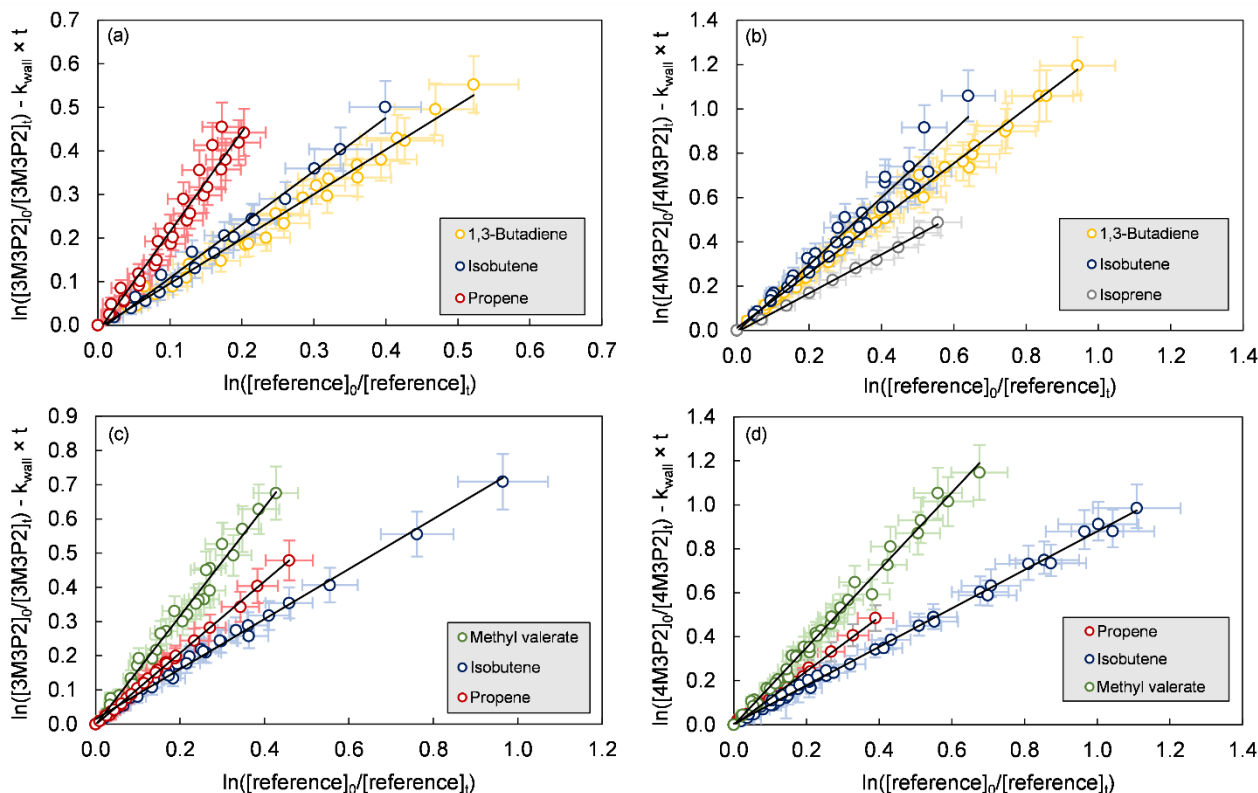 (a)
ln([3M3P2]₀/[3M3P2]ₜ) - k_wall × t
0.7
0.6
0.5
0.4
0.3
0.2
0.1
0.0
1,3-Butadiene
Isobutene
Propene
0.0 0.1 0.2 0.3 0.4 0.5 0.6 0.7
ln([reference]₀/[reference]ₜ)
(b)
ln([4M3P2]₀/[4M3P2]ₜ) - k_wall × t
1.4
1.2
1.0
0.8
0.6
0.4
0.2
0.0
1,3-Butadiene
Isobutene
Isoprene
0.0 0.2 0.4 0.6 0.8 1.0 1.2 1.4
ln([reference]₀/[reference]ₜ)
(c)
ln([3M3P2]₀/[3M3P2]ₜ) - k_wall × t
0.9
0.8
0.7
0.6
0.5
0.4
0.3
0.2
0.1
0.0
Methyl valerate
Isobutene
Propene
0.0 0.2 0.4 0.6 0.8 1.0 1.2
ln([reference]₀/[reference]ₜ)
(d)
ln([4M3P2]₀/[4M3P2]ₜ) - k_wall × t
1.4
1.2
1.0
0.8
0.6
0.4
0.2
0.0
Propene
Isobutene
Methyl valerate
0.0 0.2 0.4 0.6 0.8 1.0 1.2 1.4
ln([reference]₀/[reference]ₜ)